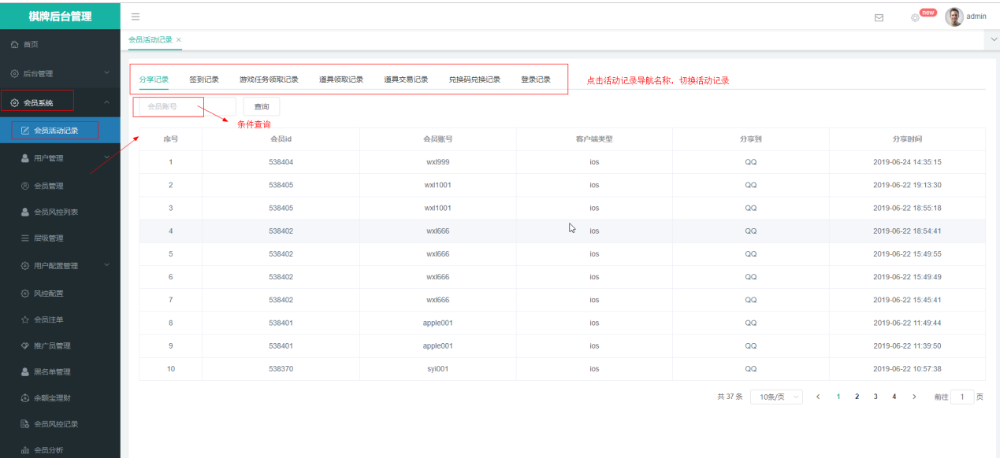 棋牌后台管理
new
admin
首页
会员活动记录 ×
后台管理
分享记录 签到记录 游戏任务领取记录 道具领取记录 道具交易记录 兑换码兑换记录 登录记录
点击活动记录导航名称，切换活动记录
会员系统
会员账号 查询
条件查询
会员活动记录
用户管理
会员管理
会员风控列表
层级管理
用户配置管理
风控配置
会员注单
推广员管理
黑名单管理
余额宝理财
会员风控记录
会员分析
序号 会员id 会员账号 客户端类型 分享到 分享时间
1 538404 wxl999 ios QQ 2019-06-24 14:35:15
2 538405 wxl1001 ios QQ 2019-06-22 19:13:30
3 538405 wxl1001 ios QQ 2019-06-22 18:55:18
4 538402 wxl666 ios QQ 2019-06-22 18:54:41
5 538402 wxl666 ios QQ 2019-06-22 15:49:55
6 538402 wxl666 ios QQ 2019-06-22 15:49:49
7 538402 wxl666 ios QQ 2019-06-22 15:45:41
8 538401 apple001 ios QQ 2019-06-22 11:49:44
9 538401 apple001 ios QQ 2019-06-22 11:39:50
10 538370 syi001 ios QQ 2019-06-22 10:57:38
共 37 条 10条/页 < 1 2 3 4 > 前往 1 页